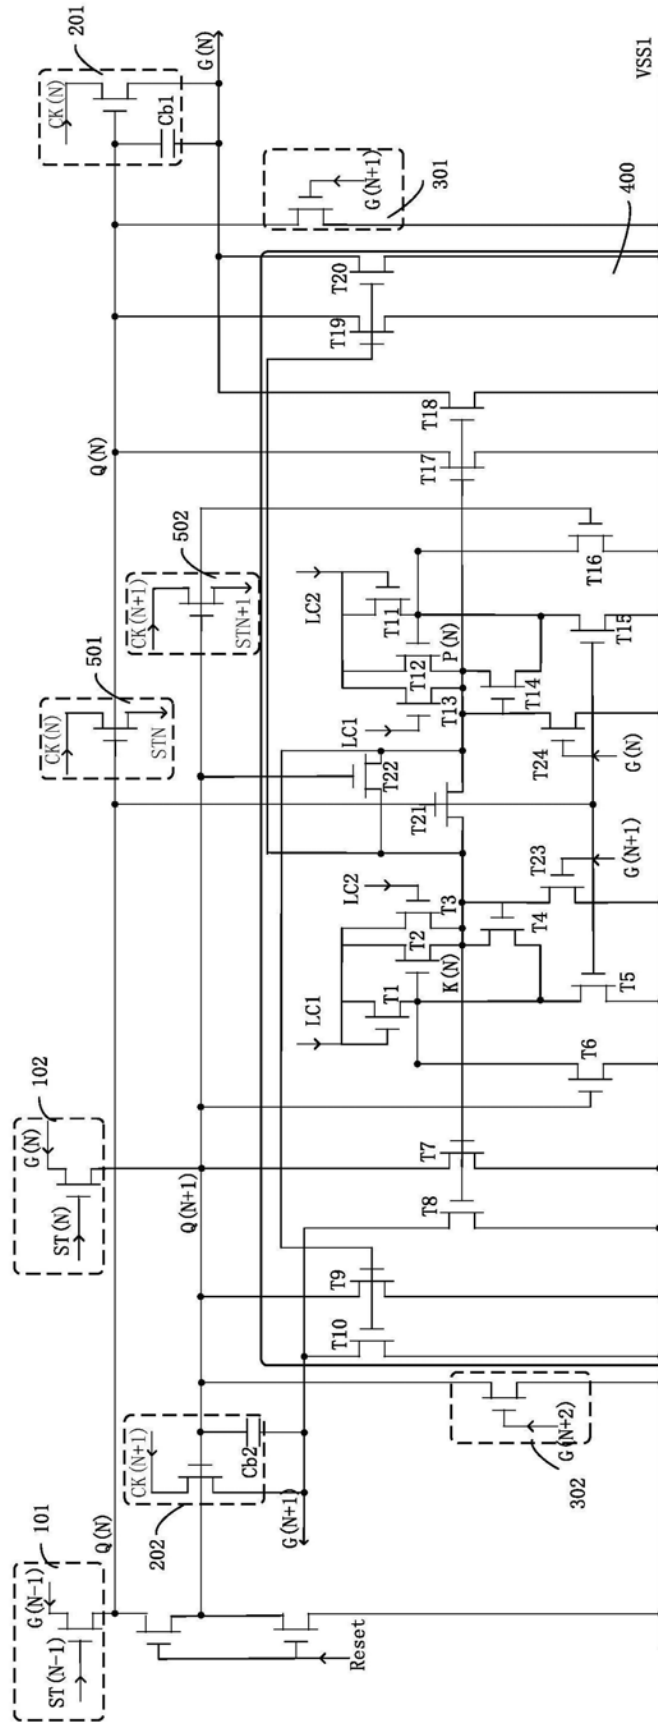 101
G(N-1)
ST(N-1)
Q(N)
Reset
CK(N+1)
202
Cb2
G(N+1)
302
G(N+2)
102
G(N)
ST(N)
Q(N+1)
T10
T9
T8
T7
T6
T5
LC1
T1
T2
K(N)
T3
LC2
T4
T23
G(N+1)
T22
T21
501
CK(N)
STN
502
CK(N+1)
STN+1
LC1
LC2
T11
T12
T13
P(N)
T14
T24
G(N)
T15
T16
Q(N)
T17
T18
T19
T20
301
G(N+1)
400
201
CK(N)
Cb1
G(N)
VSS1